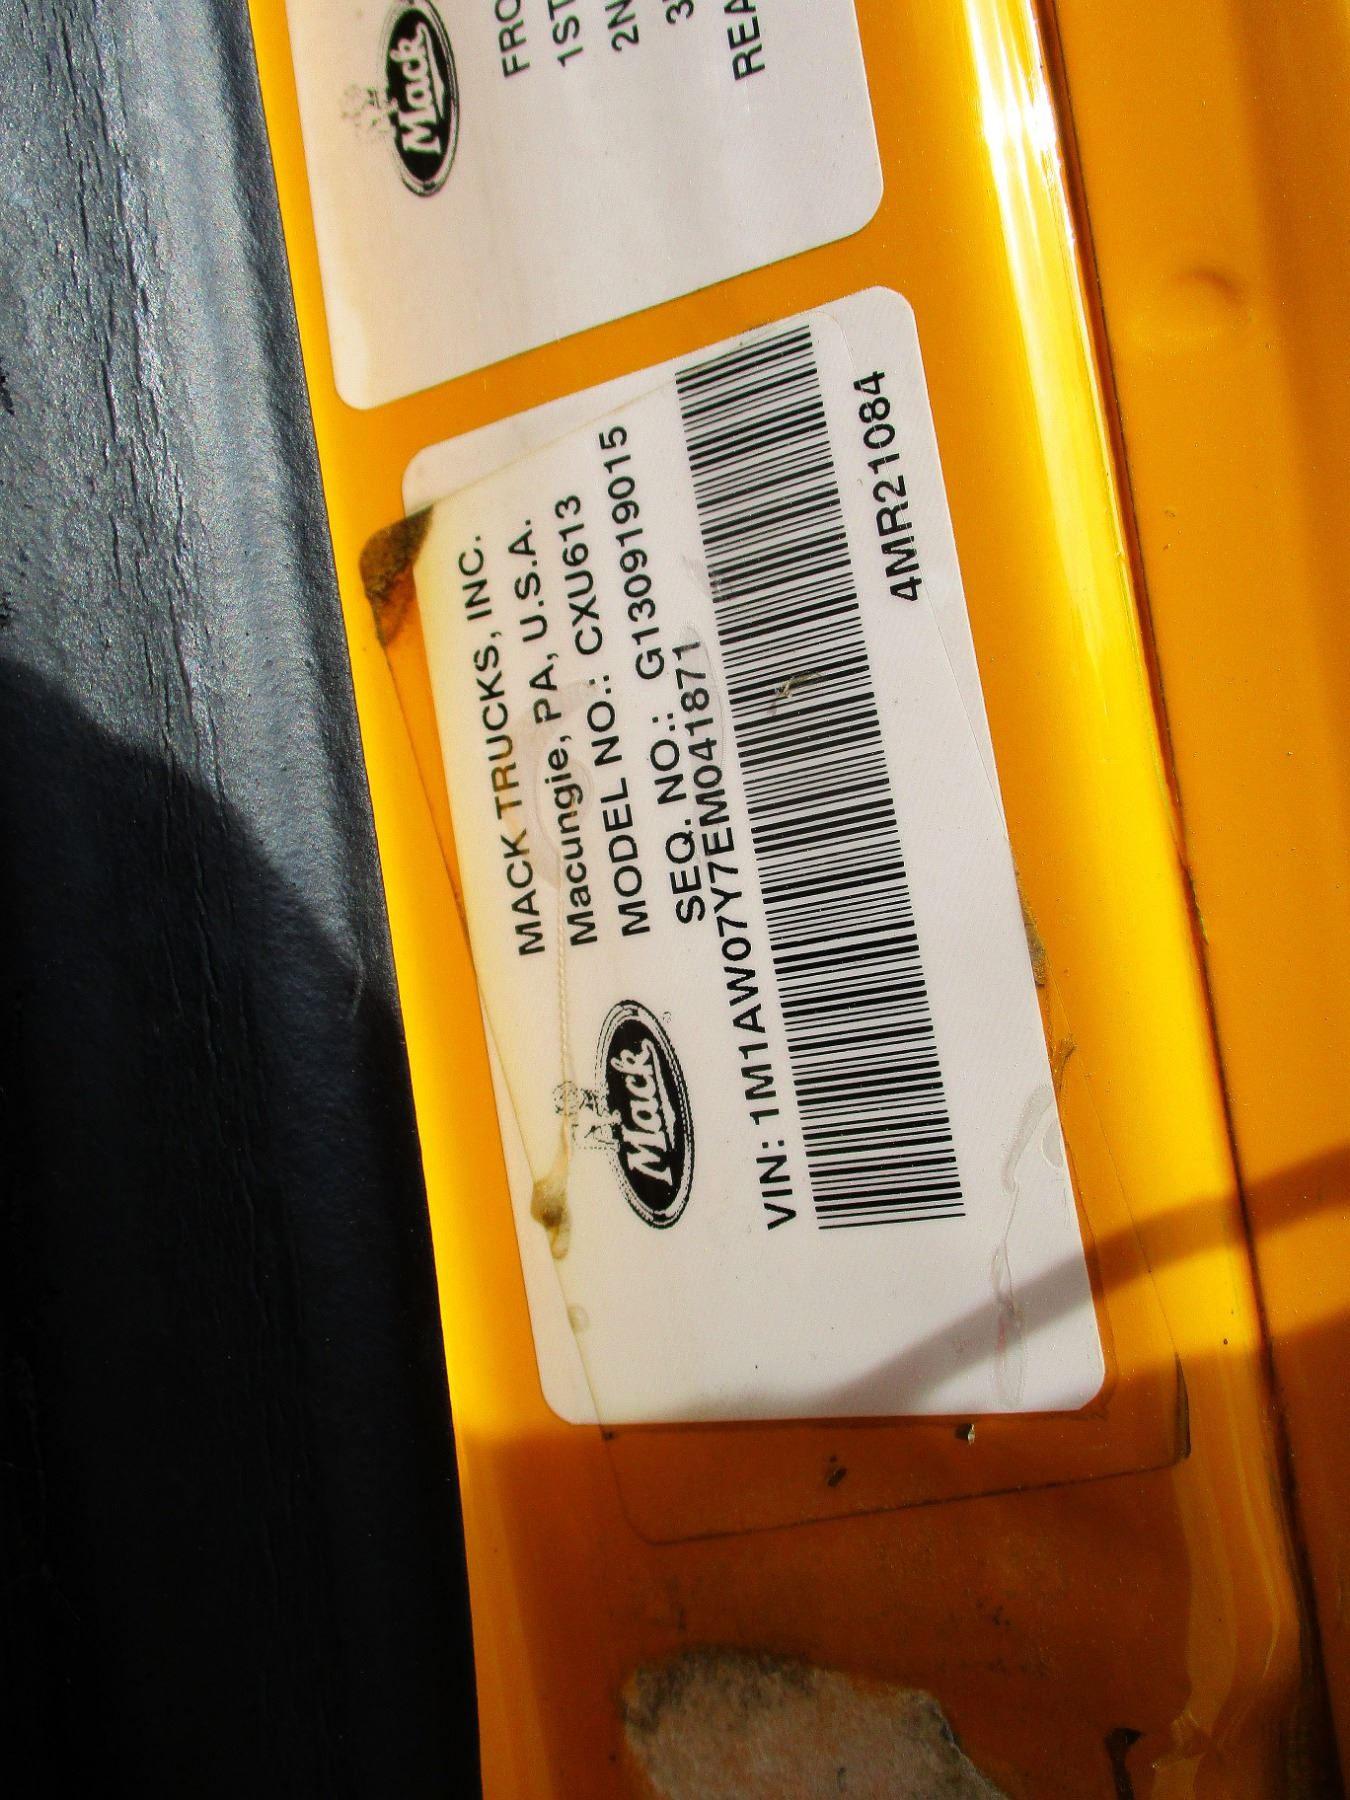 Mack
FRO
1ST
2N
3
REA
MACK TRUCKS, INC.
Macungie, PA, U.S.A.
MODEL NO.: CXU613
SEQ. NO.: G130919015
Mack
VIN: 1M1AW07Y7EM041871
4MR21084